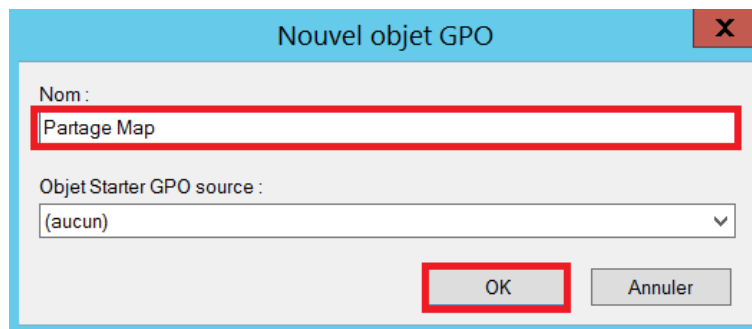 Nouvel objet GPO
X
Nom :
Partage Map
Objet Starter GPO source :
(aucun)
OK
Annuler